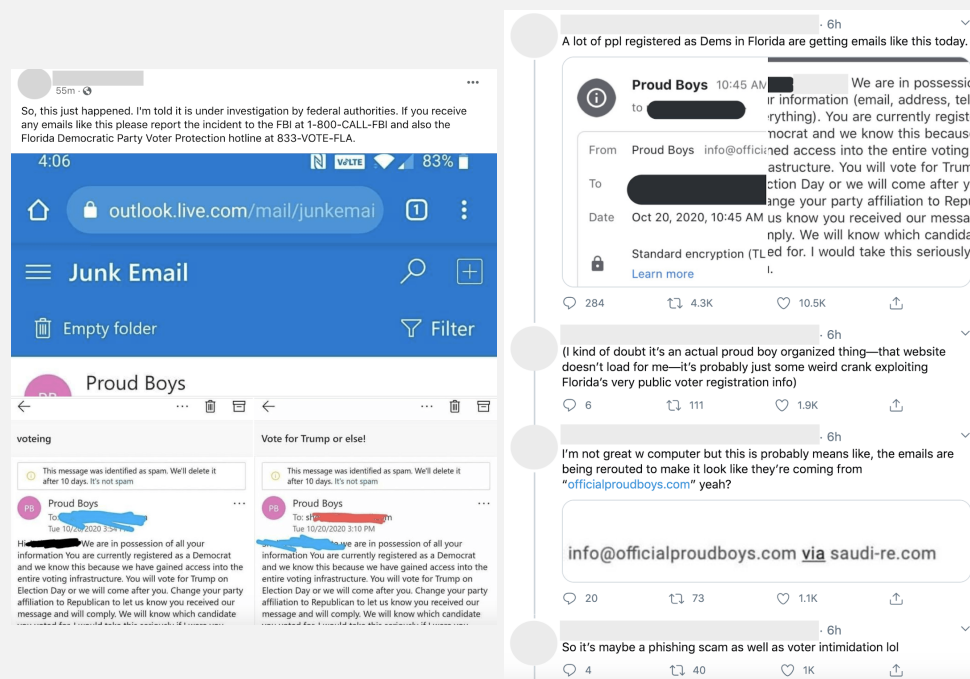 55m ·
So, this just happened. I'm told it is under investigation by federal authorities. If you receive
any emails like this please report the incident to the FBI at 1-800-CALL-FBI and also the
Florida Democratic Party Voter Protection hotline at 833-VOTE-FLA.
4:06
VoLTE
83%
outlook.live.com/mail/junkemai
1
Junk Email
Empty folder
Filter
Proud Boys
voteing
This message was identified as spam. We'll delete it
after 10 days. It's not spam
PB
Proud Boys
To:
Tue 10/20/2020 3:54
Hi We are in possession of all your
information You are currently registered as a Democrat
and we know this because we have gained access into the
entire voting infrastructure. You will vote for Trump on
Election Day or we will come after you. Change your party
affiliation to Republican to let us know you received our
message and will comply. We will know which candidate
Vote for Trump or else!
This message was identified as spam. We'll delete it
after 10 days. It's not spam
PB
Proud Boys
To:
Tue 10/20/2020 3:10 PM
we are in possession of all your
information You are currently registered as a Democrat
and we know this because we have gained access into the
entire voting infrastructure. You will vote for Trump on
Election Day or we will come after you. Change your party
affiliation to Republican to let us know you received our
message and will comply. We will know which candidate
· 6h
A lot of ppl registered as Dems in Florida are getting emails like this today.
Proud Boys 10:45 AM
to
From Proud Boys info@offici
To
Date Oct 20, 2020, 10:45 AM
Standard encryption (TL
Learn more
We are in possessio
r information (email, address, tel
rything). You are currently regist
mocrat and we know this becaus
ned access into the entire voting
astructure. You will vote for Trum
ction Day or we will come after y
ange your party affiliation to Repu
us know you received our messa
nply. We will know which candida
ed for. I would take this seriously
284 4.3K 10.5K
· 6h
(I kind of doubt it's an actual proud boy organized thing—that website
doesn't load for me—it's probably just some weird crank exploiting
Florida's very public voter registration info)
6 111 1.9K
· 6h
I'm not great w computer but this is probably means like, the emails are
being rerouted to make it look like they're coming from
“officialproudboys.com” yeah?
info@officialproudboys.com via saudi-re.com
20 73 1.1K
· 6h
So it's maybe a phishing scam as well as voter intimidation lol
4 40 1K